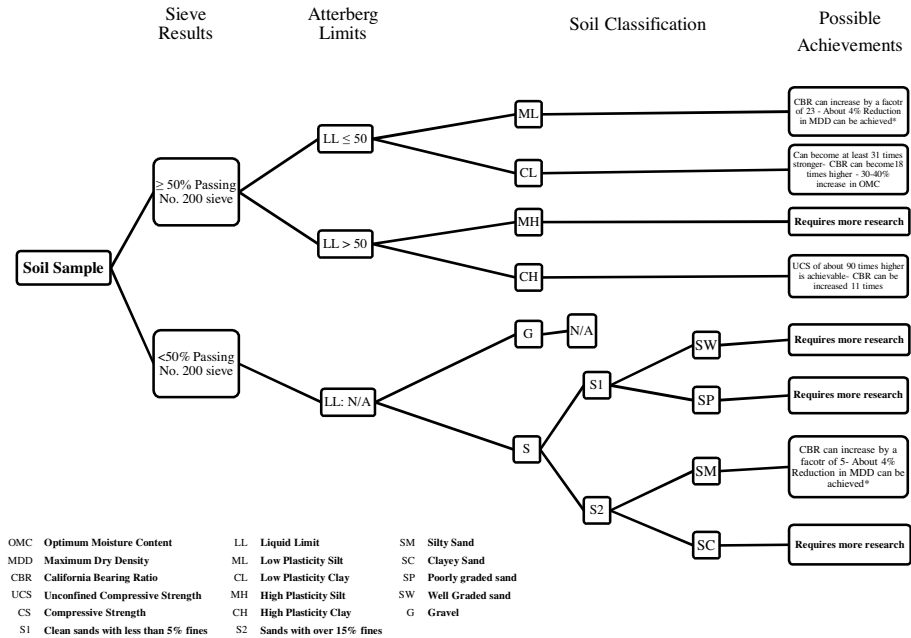 Sieve
Results
Atterberg
Limits
Soil Classification
Possible
Achievements
Soil Sample
≥ 50% Passing
No. 200 sieve
<50% Passing
No. 200 sieve
LL ≤ 50
LL > 50
LL: N/A
ML
CL
MH
CH
G
N/A
S
S1
S2
SW
SP
SM
SC
CBR can increase by a facotr
of 23 - About 4% Reduction
in MDD can be achieved*
Can become at least 31 times
stronger- CBR can become18
times higher - 30-40%
increase in OMC
Requires more research
UCS of about 90 times higher
is achievable- CBR can be
increased 11 times
Requires more research
Requires more research
CBR can increase by a
facotr of 5- About 4%
Reduction in MDD can be
achieved*
Requires more research
OMC Optimum Moisture Content
MDD Maximum Dry Density
CBR California Bearing Ratio
UCS Unconfined Compressive Strength
CS Compressive Strength
S1 Clean sands with less than 5% fines
LL Liquid Limit
ML Low Plasticity Silt
CL Low Plasticity Clay
MH High Plasticity Silt
CH High Plasticity Clay
S2 Sands with over 15% fines
SM Silty Sand
SC Clayey Sand
SP Poorly graded sand
SW Well Graded sand
G Gravel